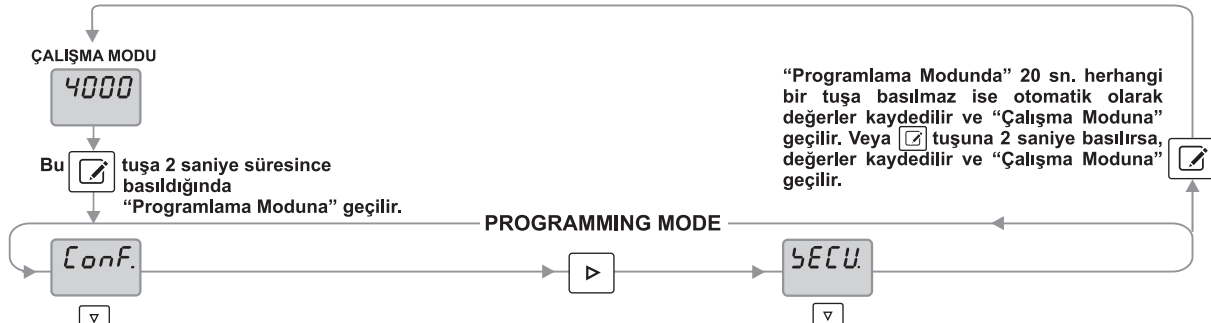 ÇALIŞMA MODU
4000
Bu tuşa 2 saniye süresince
basıldığında
“Programlama Moduna” geçilir.
“Programlama Modunda” 20 sn. herhangi
bir tuşa basılmaz ise otomatik olarak
değerler kaydedilir ve “Çalışma Moduna”
geçilir. Veya tuşuna 2 saniye basılırsa,
değerler kaydedilir ve “Çalışma Moduna”
geçilir.
PROGRAMMING MODE
ConF.
SECU.